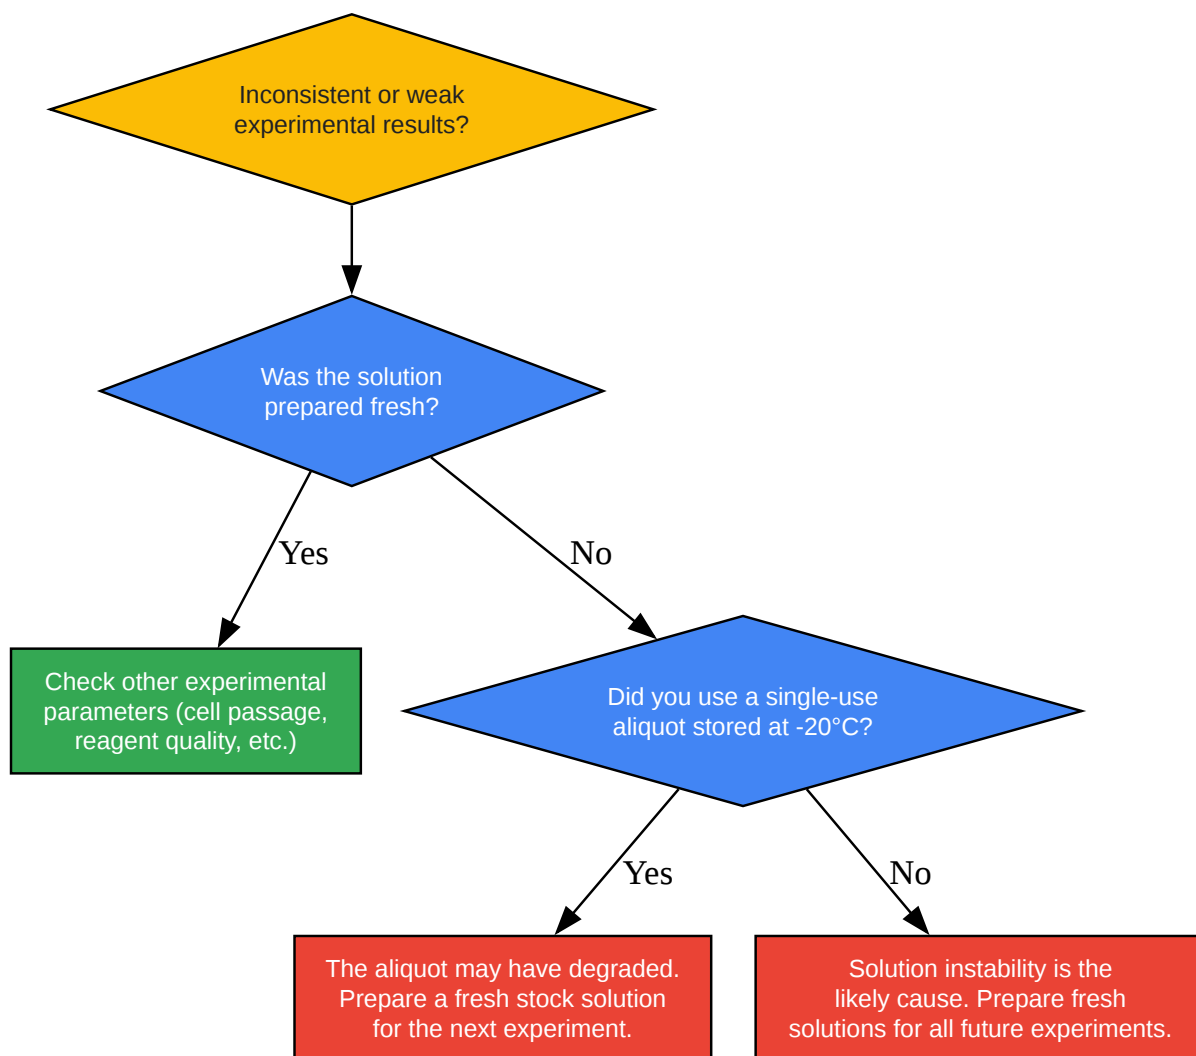 Inconsistent or weak
experimental results?
Was the solution
prepared fresh?
Yes
No
Check other experimental
parameters (cell passage,
reagent quality, etc.)
Did you use a single-use
aliquot stored at -20°C?
Yes
No
The aliquot may have degraded.
Prepare a fresh stock solution
for the next experiment.
Solution instability is the
likely cause. Prepare fresh
solutions for all future experiments.